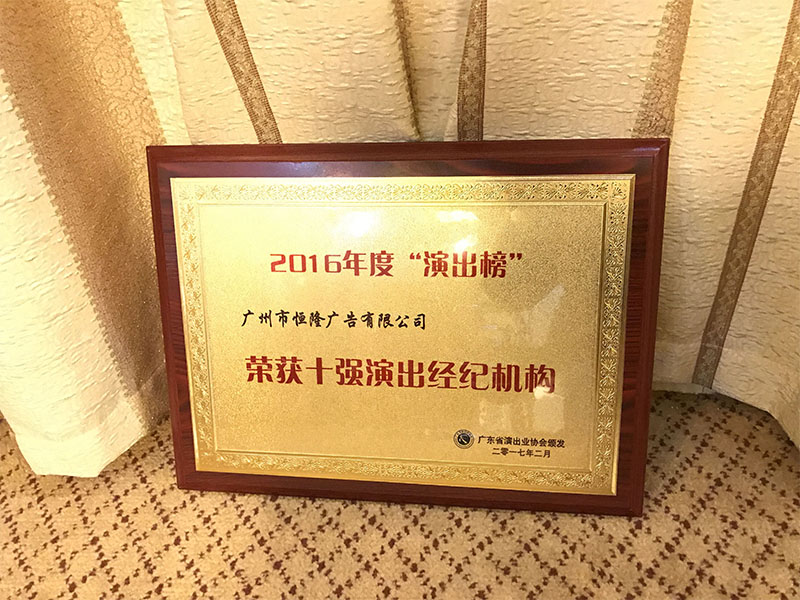 2016年度“演出榜”
广州市恒隆广告有限公司
荣获十强演出经纪机构
广东省演出业协会颁发
二零一七年二月